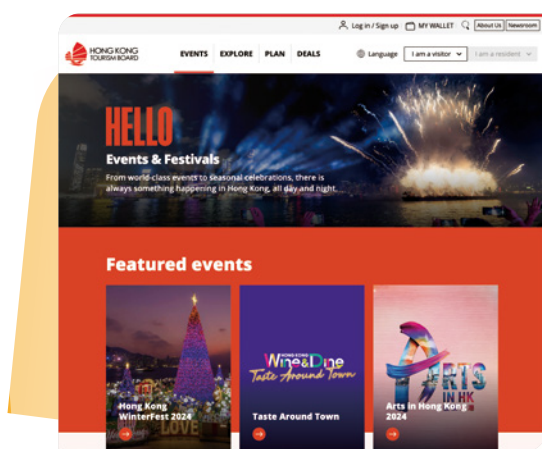 Log in / Sign up MY WALLET About Us Newsroom
HONG KONG
TOURISM BOARD
EVENTS EXPLORE PLAN DEALS Language I am a visitor I am a resident
HELLO
Events & Festivals
From world-class events to seasonal celebrations, there is
always something happening in Hong Kong, all day and night.
Featured events
HONG KONG
Wine&Dine
Taste Around Town
ARTS
IN HK
LOVE
Hong Kong
WinterFest 2024
Taste Around Town
Arts in Hong Kong
2024